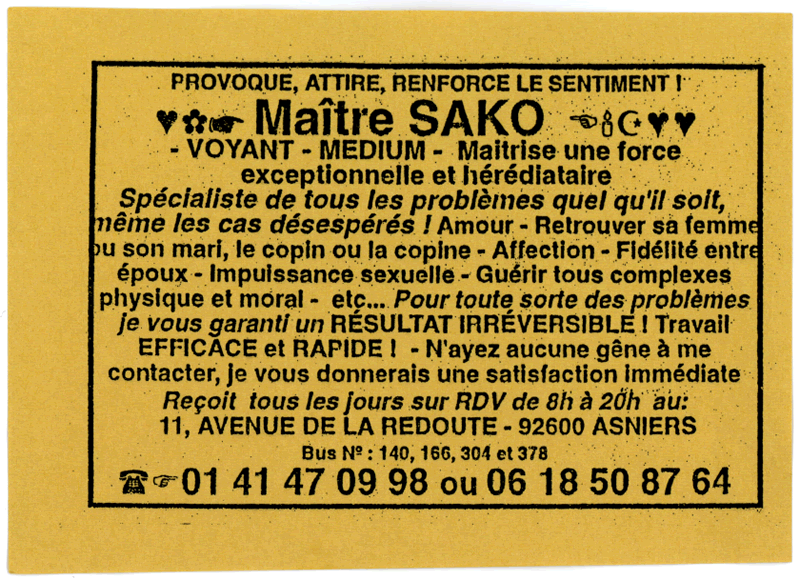 PROVOQUE, ATTIRE, RENFORCE LE SENTIMENT !
Maître SAKO
- VOYANT - MEDIUM - Maitrise une force
exceptionnelle et hérédiataire
Spécialiste de tous les problèmes quel qu'il soit,
même les cas désespérés ! Amour - Retrouver sa femme
ou son mari, le copin ou la copine - Affection - Fidélité entre
époux - Impuissance sexuelle - Guérir tous complexes
physique et moral - etc... Pour toute sorte des problèmes
je vous garanti un RÉSULTAT IRRÉVERSIBLE ! Travail
EFFICACE et RAPIDE ! - N'ayez aucune gêne à me
contacter, je vous donnerais une satisfaction immédiate
Reçoit tous les jours sur RDV de 8h à 20h au:
11, AVENUE DE LA REDOUTE - 92600 ASNIERS
Bus Nº : 140, 166, 304 et 378
01 41 47 09 98 ou 06 18 50 87 64